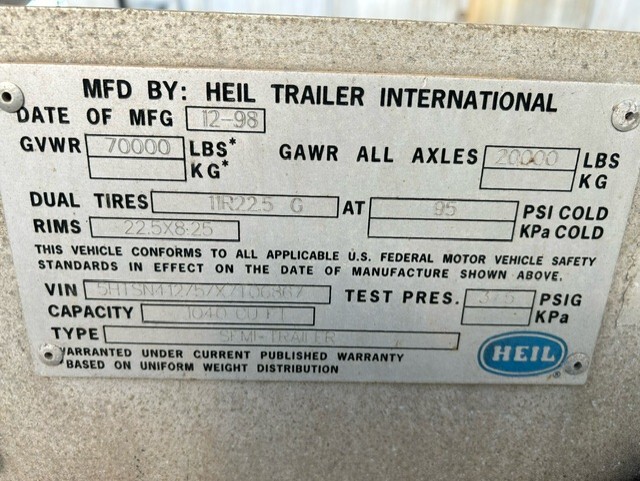 MFD BY: HEIL TRAILER INTERNATIONAL
DATE OF MFG 12-98
GVWR 70000 LBS* GAWR ALL AXLES 20000 LBS
KG* KG
DUAL TIRES 11R22.5 G AT 95 PSI COLD
RIMS 22.5X8.25 KPa COLD
THIS VEHICLE CONFORMS TO ALL APPLICABLE U.S. FEDERAL MOTOR VEHICLE SAFETY
STANDARDS IN EFFECT ON THE DATE OF MANUFACTURE SHOWN ABOVE.
VIN TEST PRES. PSIG
CAPACITY 1040 CU FT KPa
TYPE SEMI-TRAILER
WARRANTED UNDER CURRENT PUBLISHED WARRANTY HEIL ®
*BASED ON UNIFORM WEIGHT DISTRIBUTION